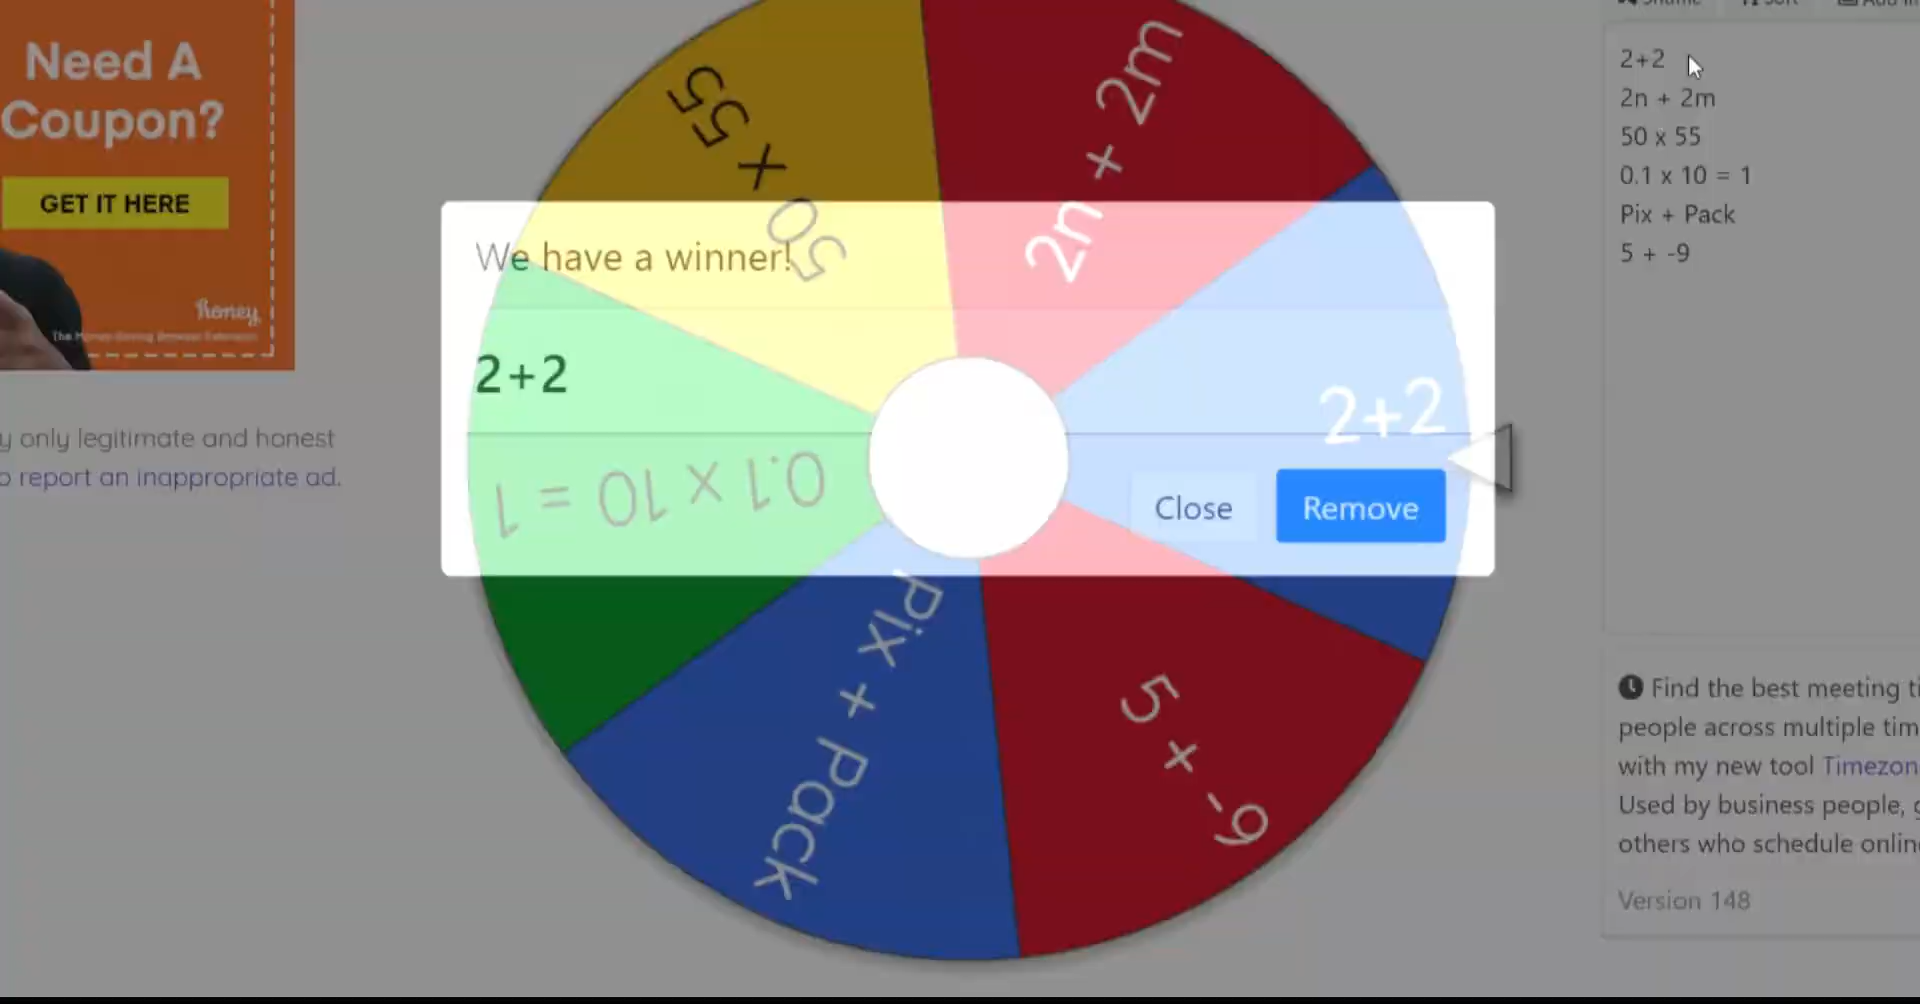 Need A
Coupon?
GET IT HERE
honey
y only legitimate and honest
o report an inappropriate ad.
50 x 55
2n + 2m
2+2
0.1 x 10 = 1
Pix + Pack
5 + -9
We have a winner!
2+2
Close
Remove
Sort
2+2
2n + 2m
50 x 55
0.1 x 10 = 1
Pix + Pack
5 + -9
Find the best meeting ti
people across multiple tim
with my new tool Timezon
Used by business people, g
others who schedule onlin
Version 148